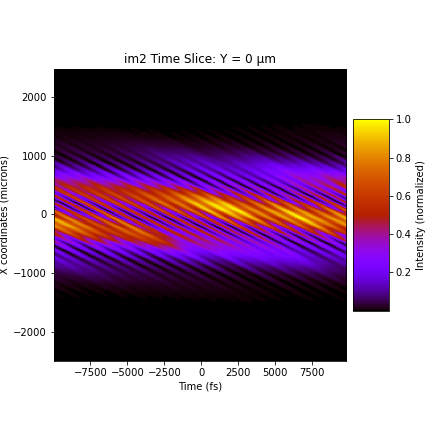 im2 Time Slice: Y = 0 μm
X coordinates (microns)
2000
1000
0
−1000
−2000
−7500 −5000 −2500 0 2500 5000 7500
Time (fs)
1.0
0.8
0.6
0.4
0.2
Intensity (normalized)